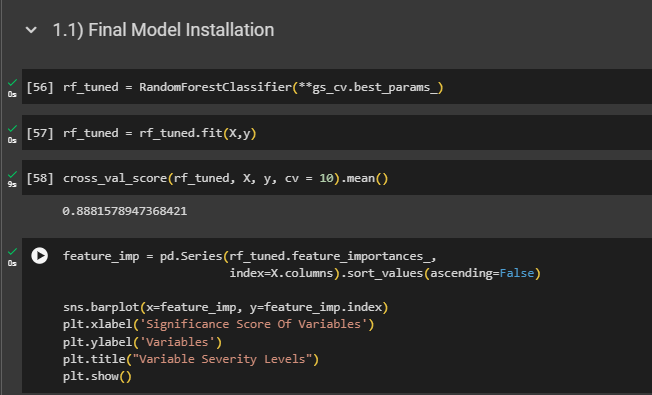 1.1) Final Model Installation
0s
[56] rf_tuned = RandomForestClassifier(**gs_cv.best_params_)
0s
[57] rf_tuned = rf_tuned.fit(X,y)
9s
[58] cross_val_score(rf_tuned, X, y, cv = 10).mean()
0.8881578947368421
0s
feature_imp = pd.Series(rf_tuned.feature_importances_,
index=X.columns).sort_values(ascending=False)
sns.barplot(x=feature_imp, y=feature_imp.index)
plt.xlabel('Significance Score Of Variables')
plt.ylabel('Variables')
plt.title("Variable Severity Levels")
plt.show()